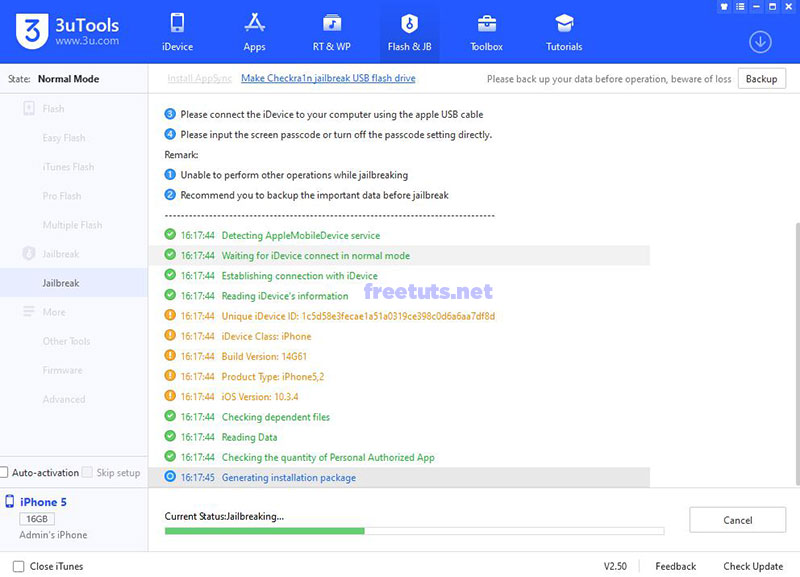 3uTools
www.3u.com
iDevice
Apps
RT & WP
Flash & JB
Toolbox
Tutorials
State: Normal Mode
Install AppSync
Make Checkra1n jailbreak USB flash drive
Please back up your data before operation, beware of loss
Backup
Flash
Easy Flash
iTunes Flash
Pro Flash
Multiple Flash
Jailbreak
Jailbreak
More
Other Tools
Firmware
Advanced
3 Please connect the iDevice to your computer using the apple USB cable
4 Please input the screen passcode or turn off the passcode setting directly.
Remark:
1 Unable to perform other operations while jailbreaking
2 Recommend you to backup the important data before jailbreak
--------------------------------------------------------------------------------
16:17:44 Detecting AppleMobileDevice service
16:17:44 Waiting for iDevice connect in normal mode
16:17:44 Establishing connection with iDevice
16:17:44 Reading iDevice's information
freetuts.net
16:17:44 Unique iDevice ID: 1c5d58e3fecae1a51a0319ce398c0d6a6aa7df8d
16:17:44 iDevice Class: iPhone
16:17:44 Build Version: 14G61
16:17:44 Product Type: iPhone5,2
16:17:44 iOS Version: 10.3.4
16:17:44 Checking dependent files
16:17:44 Reading Data
16:17:44 Checking the quantity of Personal Authorized App
16:17:45 Generating installation package
Auto-activation
Skip setup
iPhone 5
16GB
Admin's iPhone
Current Status:Jailbreaking...
Cancel
Close iTunes
V2.50
Feedback
Check Update